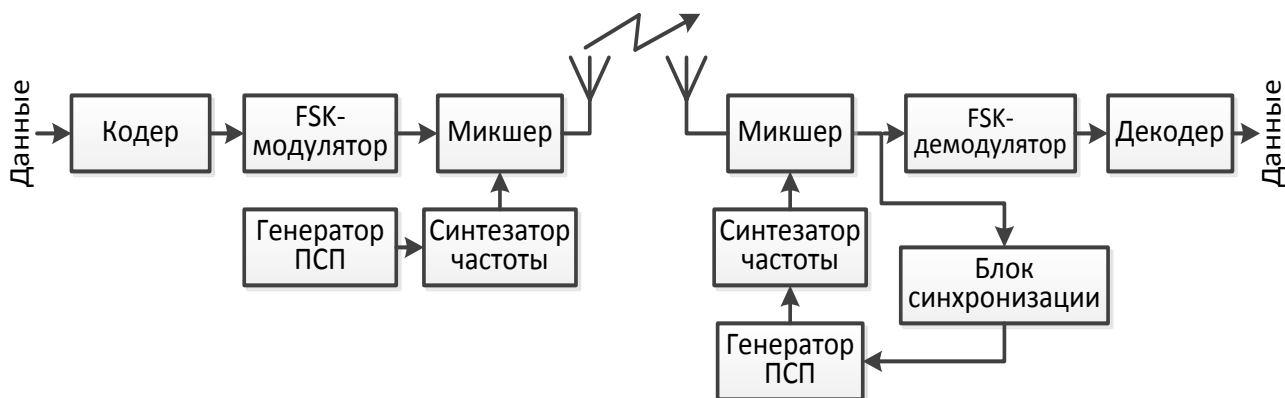 Данные
Кодер
FSK-
модулятор
Микшер
Генератор
ПСП
Синтезатор
частоты
Микшер
FSK-
демодулятор
Декодер
Данные
Синтезатор
частоты
Блок
синхронизации
Генератор
ПСП